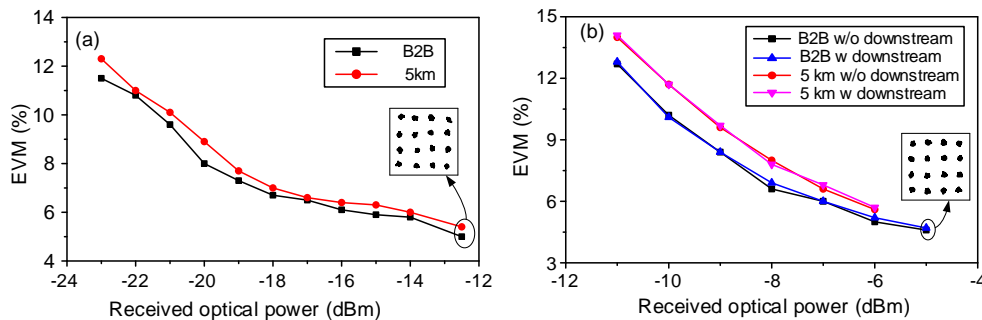 (a)
B2B
5km
EVM (%)
14
12
10
8
6
4
-24
-22
-20
-18
-16
-14
-12
Received optical power (dBm)
(b)
B2B w/o downstream
B2B w downstream
5 km w/o downstream
5 km w downstream
EVM (%)
15
12
9
6
3
-12
-10
-8
-6
-4
Received optical power (dBm)